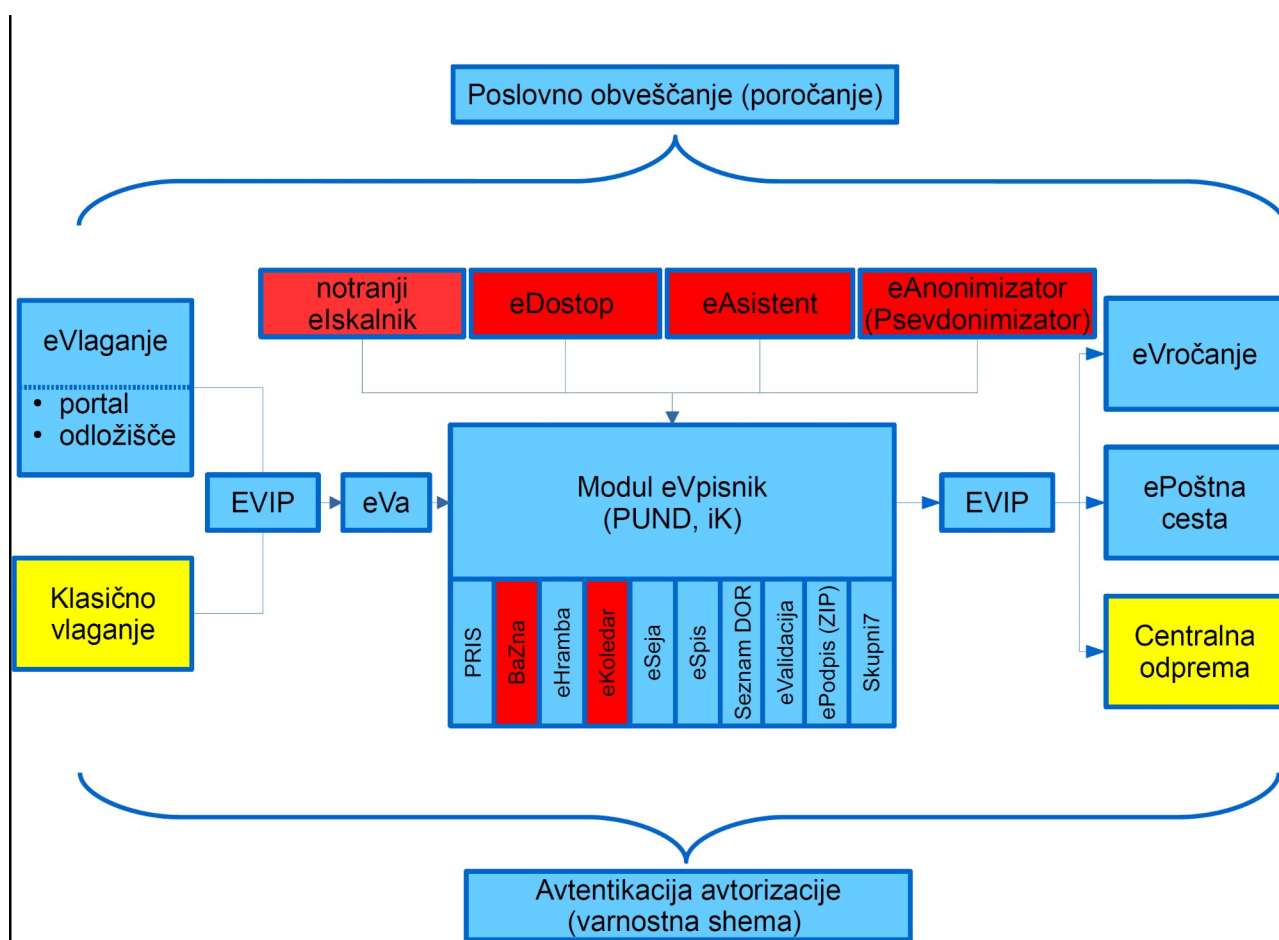 Poslovno obveščanje (poročanje)
notranji
eIskalnik
eDostop
eAsistent
eAnonimizator
(Psevdonimizator)
eVlaganje
• portal
• odložišče
Klasično
vlaganje
EVIP
eVa
Modul eVpisnik
(PUND, iK)
PRIS
BaZna
eHramba
eKoledar
eSeja
eSpis
Seznam DOR
eValidacija
ePodpis (ZIP)
Skupni7
EVIP
eVročanje
ePoštna
cesta
Centralna
odprema
Avtentikacija avtorizacije
(varnostna shema)